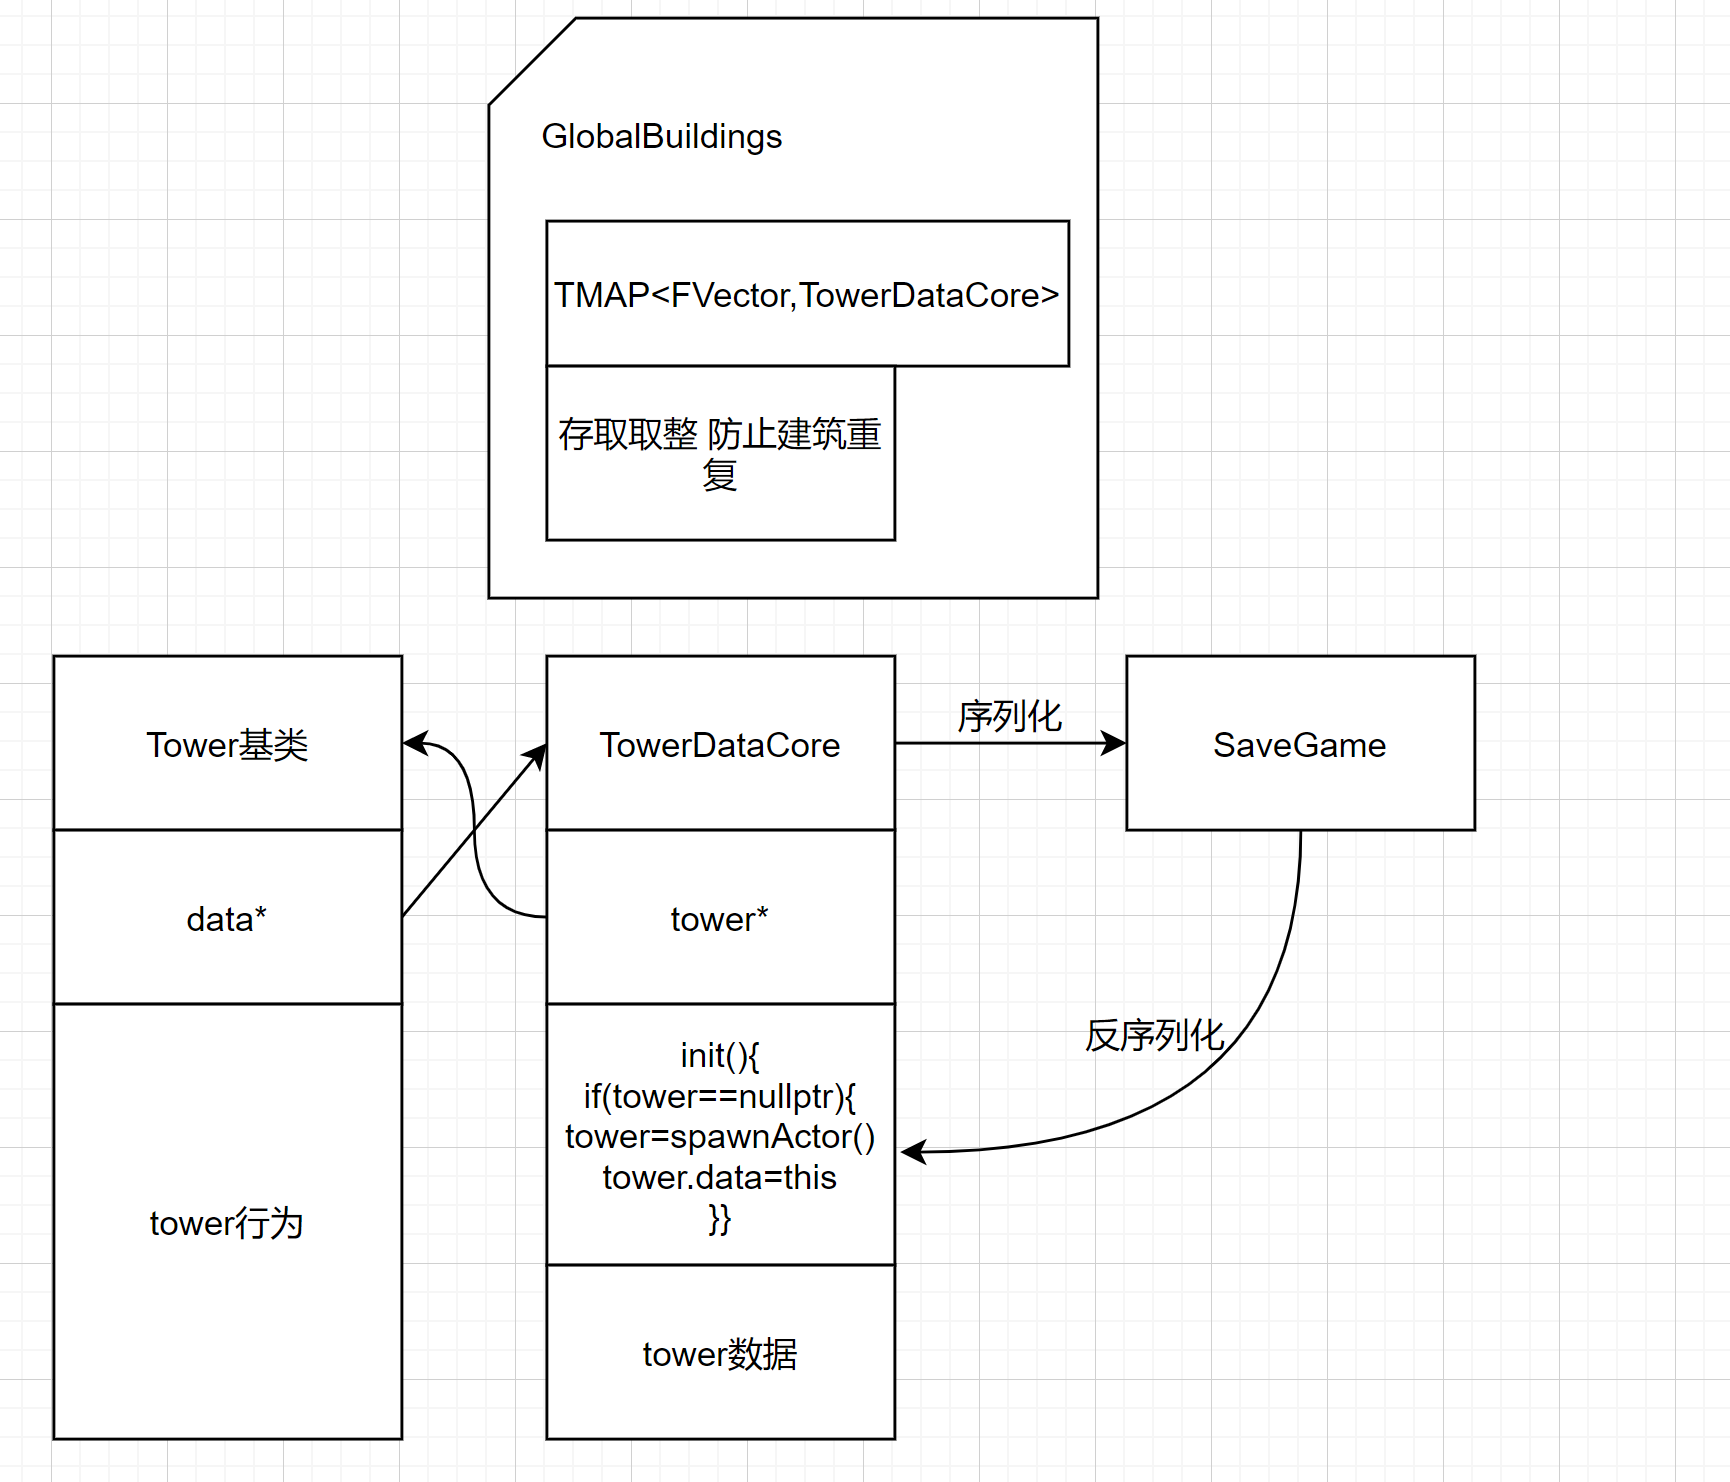 GlobalBuildings
TMAP<FVector,TowerDataCore>
存取取整 防止建筑重
复
Tower基类
data*
tower行为
TowerDataCore
tower*
init(){
if(tower==nullptr){
tower=spawnActor()
tower.data=this
}}
tower数据
序列化
SaveGame
反序列化